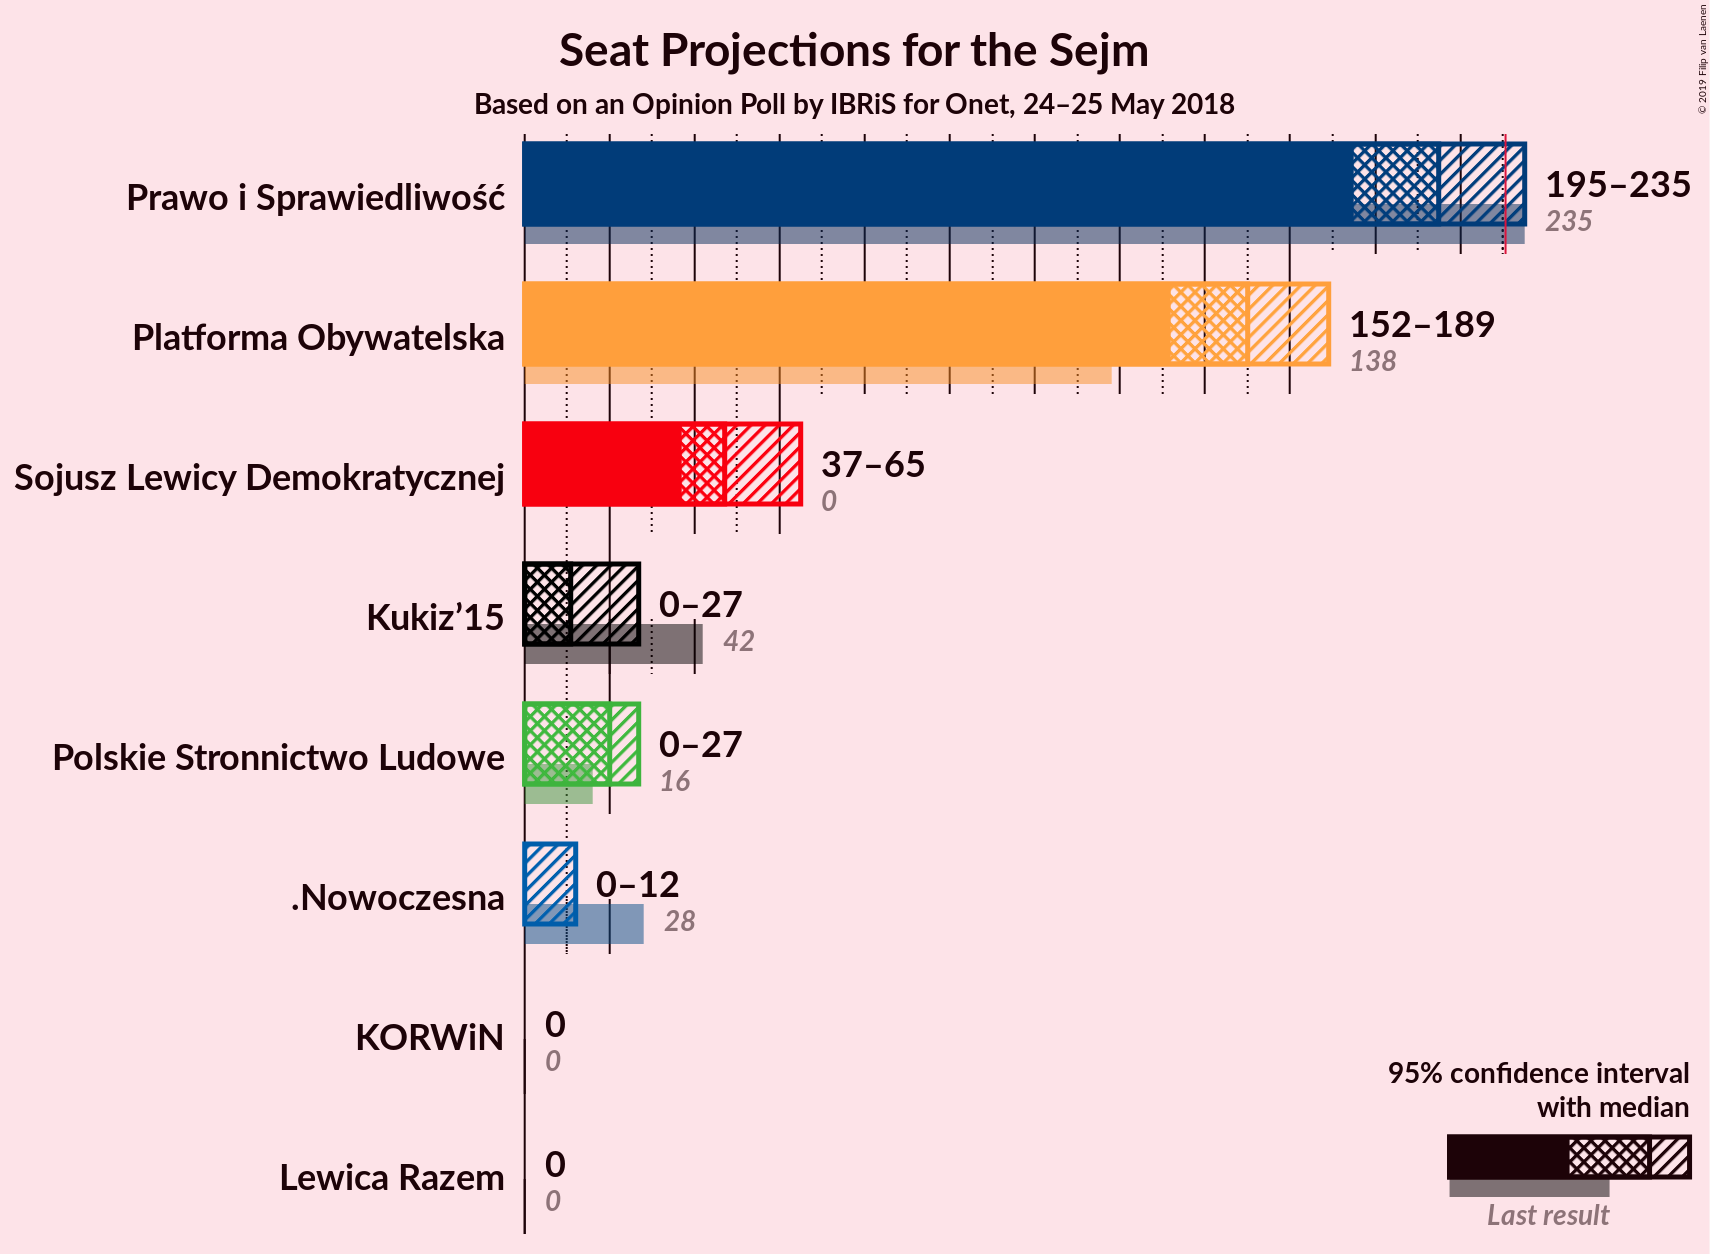 Seat Projections for the Sejm
Based on an Opinion Poll by IBRiS for Onet, 24–25 May 2018
© 2019 Filip van Laenen
Prawo i Sprawiedliwość
195–235
235
Platforma Obywatelska
152–189
138
Sojusz Lewicy Demokratycznej
37–65
0
Kukiz’15
0–27
42
Polskie Stronnictwo Ludowe
0–27
16
.Nowoczesna
0–12
28
KORWiN
0
0
Lewica Razem
0
0
95% confidence interval
with median
Last result